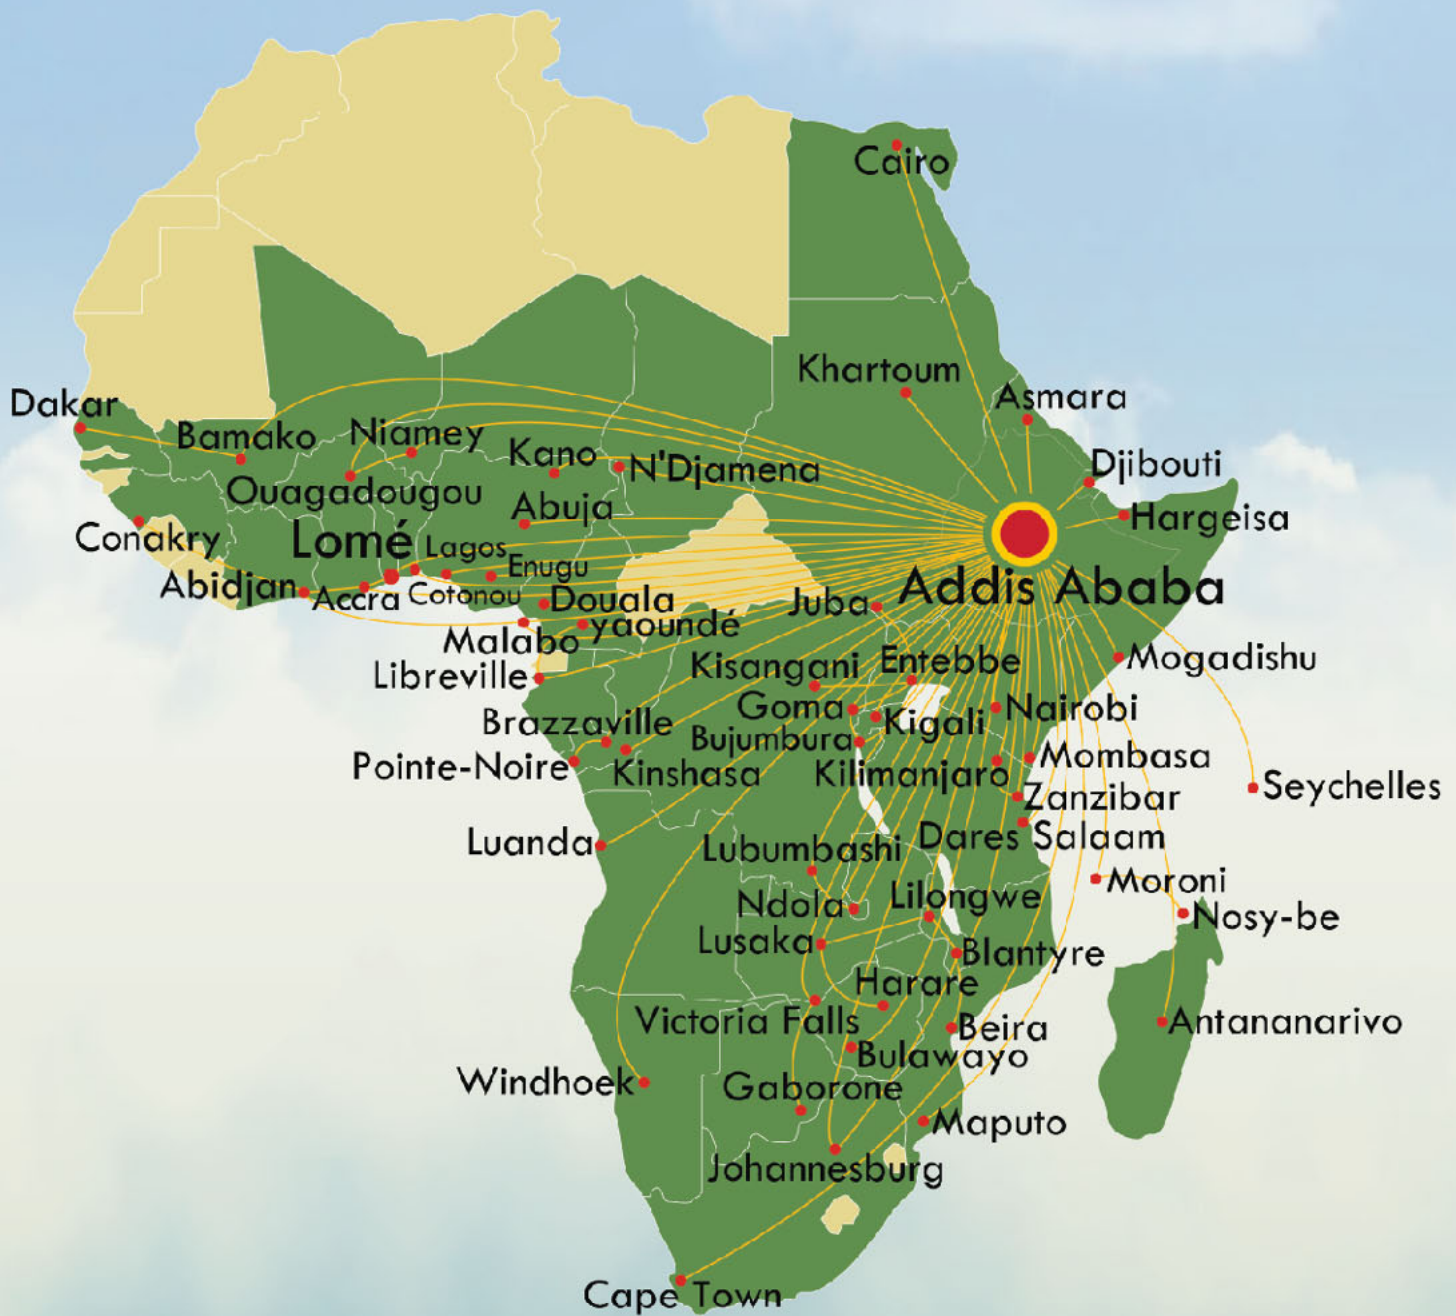 Cairo
Khartoum
Asmara
Dakar
Bamako
Niamey
Kano
N'Djamena
Djibouti
Ouagadougou
Abuja
Hargeisa
Conakry
Lomé
Lagos
Enugu
Abidjan
Accra
Cotonou
Douala
Juba
Addis Ababa
Malabo
yaoundé
Libreville
Kisangani
Entebbe
Mogadishu
Goma
Kigali
Nairobi
Brazzaville
Bujumbura
Pointe-Noire
Kinshasa
Kilimanjaro
Mombasa
Seychelles
Zanzibar
Luanda
Lubumbashi
Dares Salaam
Moroni
Ndola
Lilongwe
Nosy-be
Lusaka
Blantyre
Harare
Victoria Falls
Beira
Antananarivo
Bulawayo
Windhoek
Gaborone
Maputo
Johannesburg
Cape Town